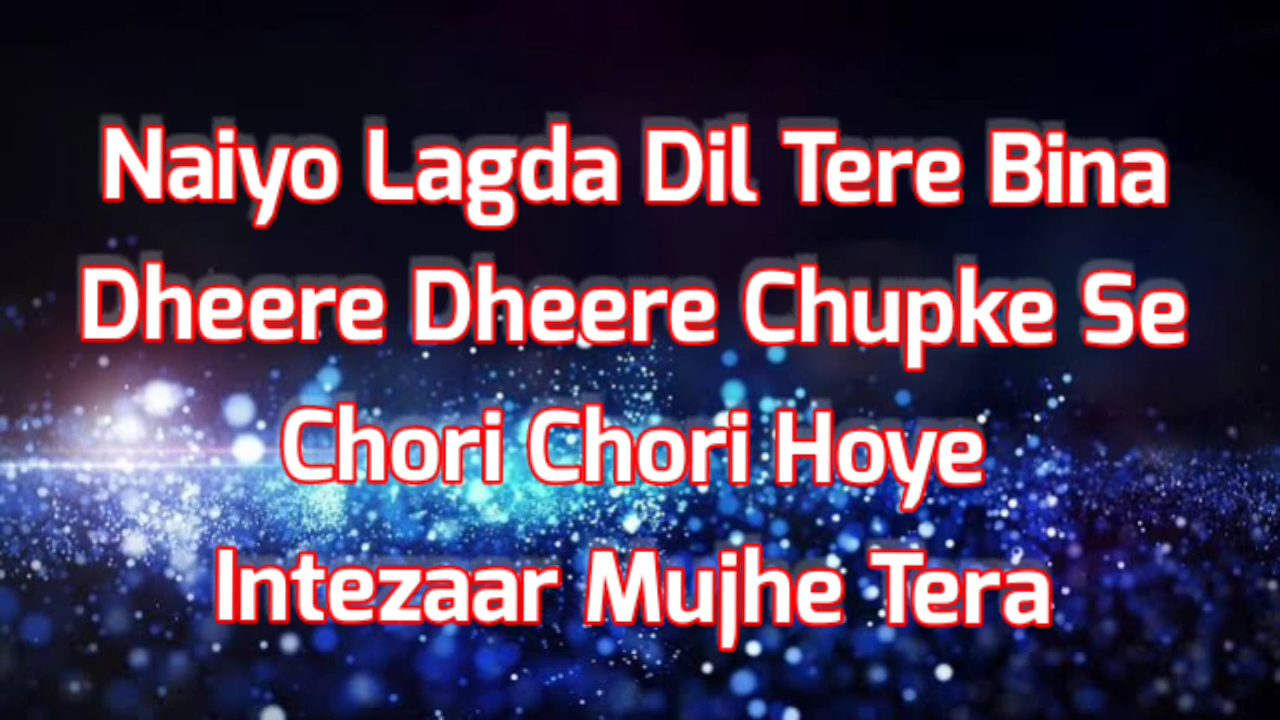 Naiyo Lagda Dil Tere Bina
Dheere Dheere Chupke Se
Chori Chori Hoye
Intezaar Mujhe Tera